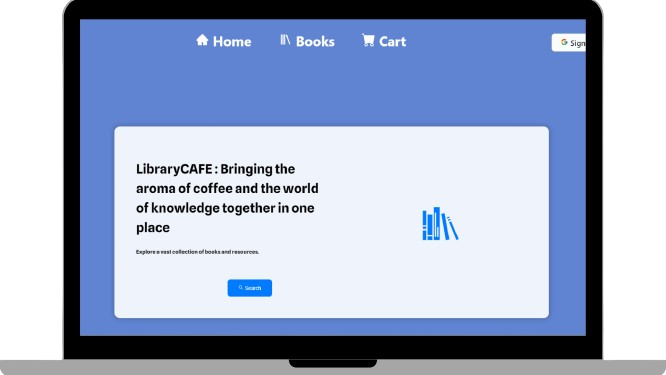 Home Books Cart Sign
LibraryCAFE : Bringing the
aroma of coffee and the world
of knowledge together in one
place
Explore a vast collection of books and resources.
Search